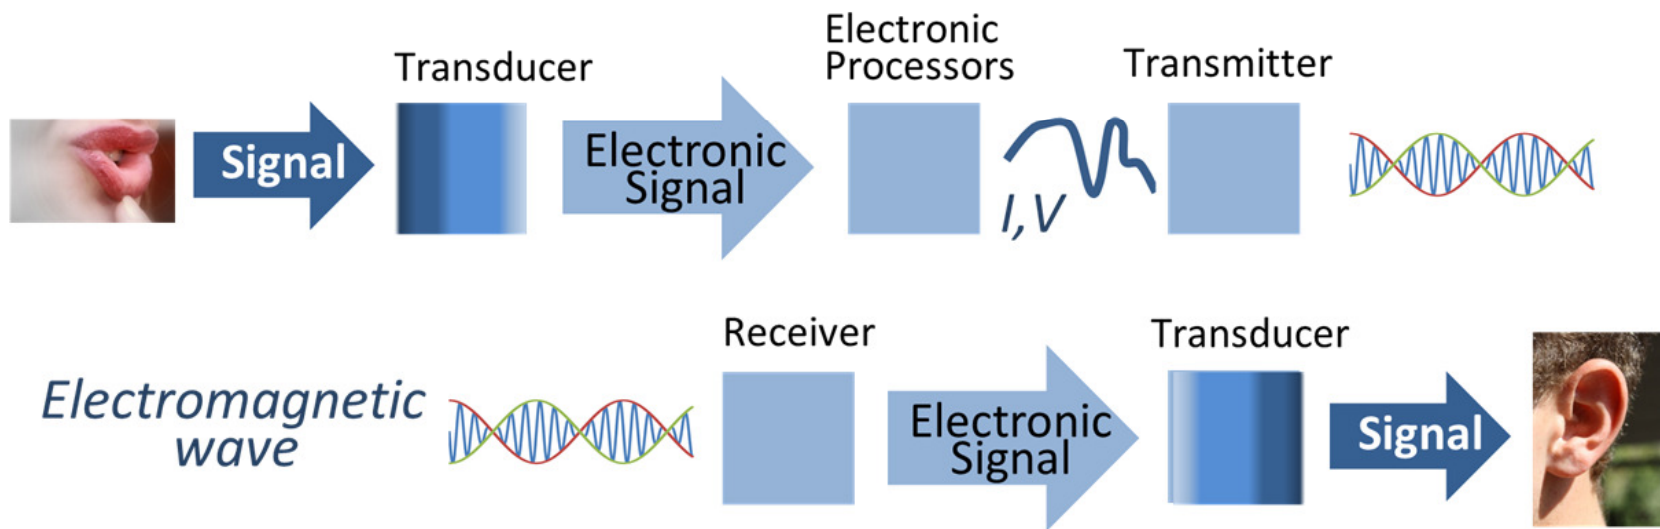 Transducer
Electronic
Processors
Transmitter
Signal
Electronic
Signal
I, V
Receiver
Transducer
Electromagnetic
wave
Electronic
Signal
Signal